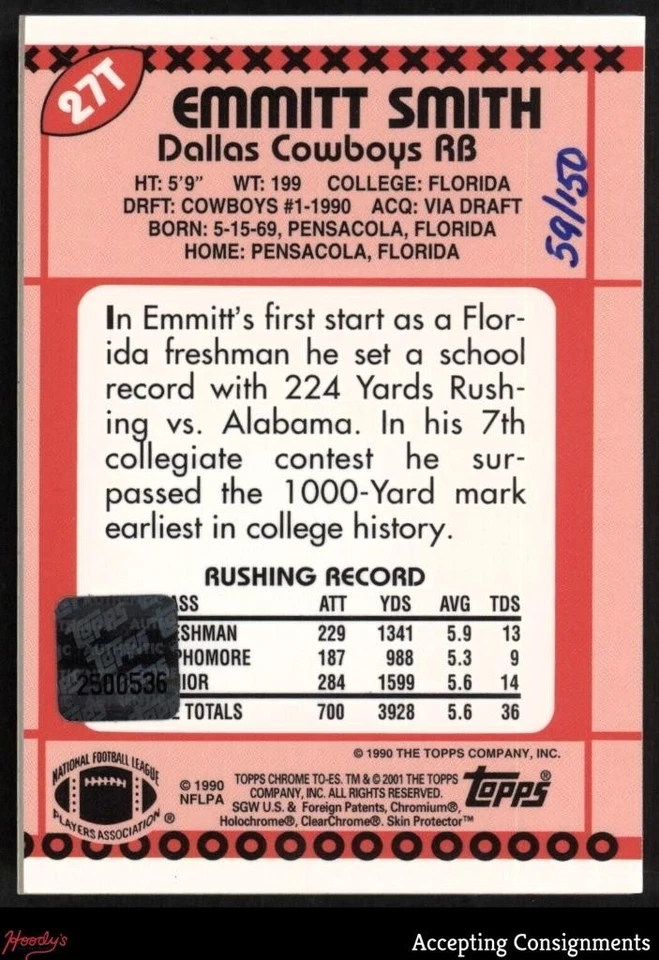 27T
EMMITT SMITH
Dallas Cowboys RB
HT: 5'9" WT: 199 COLLEGE: FLORIDA
DRFT: COWBOYS #1-1990 ACQ: VIA DRAFT
BORN: 5-15-69, PENSACOLA, FLORIDA
HOME: PENSACOLA, FLORIDA
59/150
In Emmitt's first start as a Flor-
ida freshman he set a school
record with 224 Yards Rush-
ing vs. Alabama. In his 7th
collegiate contest he sur-
passed the 1000-Yard mark
earliest in college history.
RUSHING RECORD
ASS ATT YDS AVG TDS
ESHMAN 229 1341 5.9 13
PHOMORE 187 988 5.3 9
IOR 284 1599 5.6 14
TOTALS 700 3928 5.6 36
TOPPS
AUTHENTIC
2500536
© 1990 THE TOPPS COMPANY, INC.
NATIONAL FOOTBALL LEAGUE
PLAYERS ASSOCIATION ®
© 1990
NFLPA
TOPPS CHROME TO-ES. TM & © 2001 THE TOPPS
COMPANY, INC. ALL RIGHTS RESERVED.
SGW U.S. & Foreign Patents, Chromium®,
Holochrome®, ClearChrome®. Skin Protector™
Topps®
Hoody's
Accepting Consignments